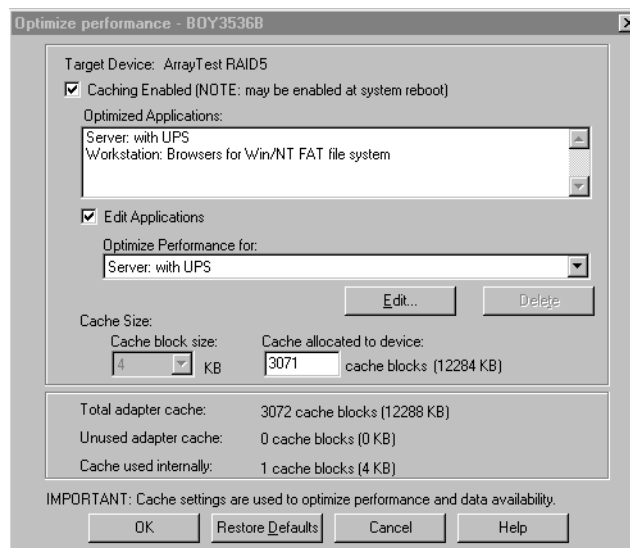 Optimize performance - BOY3536B
Target Device: ArrayTest RAID5
Caching Enabled (NOTE: may be enabled at system reboot)
Optimized Applications:
Server: with UPS
Workstation: Browsers for Win/NT FAT file system
Edit Applications
Optimize Performance for:
Server: with UPS
Edit... Delete
Cache Size:
Cache block size: Cache allocated to device:
4 KB 3071 cache blocks (12284 KB)
Total adapter cache: 3072 cache blocks (12288 KB)
Unused adapter cache: 0 cache blocks (0 KB)
Cache used internally: 1 cache blocks (4 KB)
IMPORTANT: Cache settings are used to optimize performance and data availability.
OK Restore Defaults Cancel Help